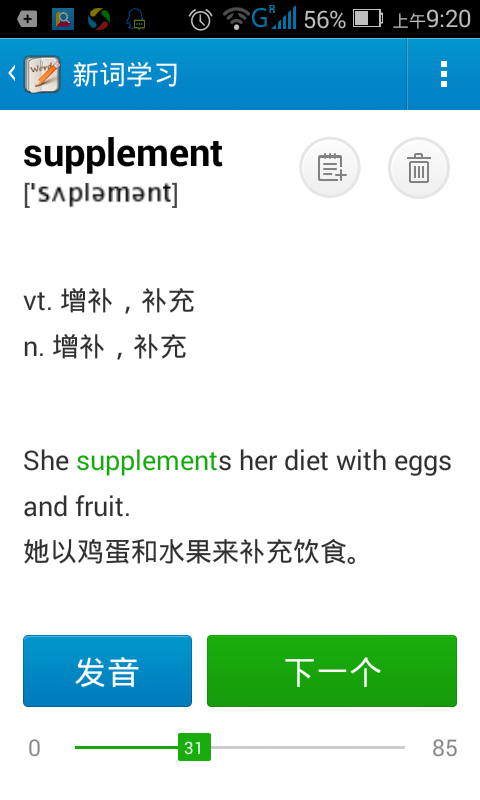 G R 56% 上午9:20
Words 新词学习
supplement
['sʌpləmənt]
vt. 增补，补充
n. 增补，补充
She supplements her diet with eggs
and fruit.
她以鸡蛋和水果来补充饮食。
发音 下一个
0 31 85